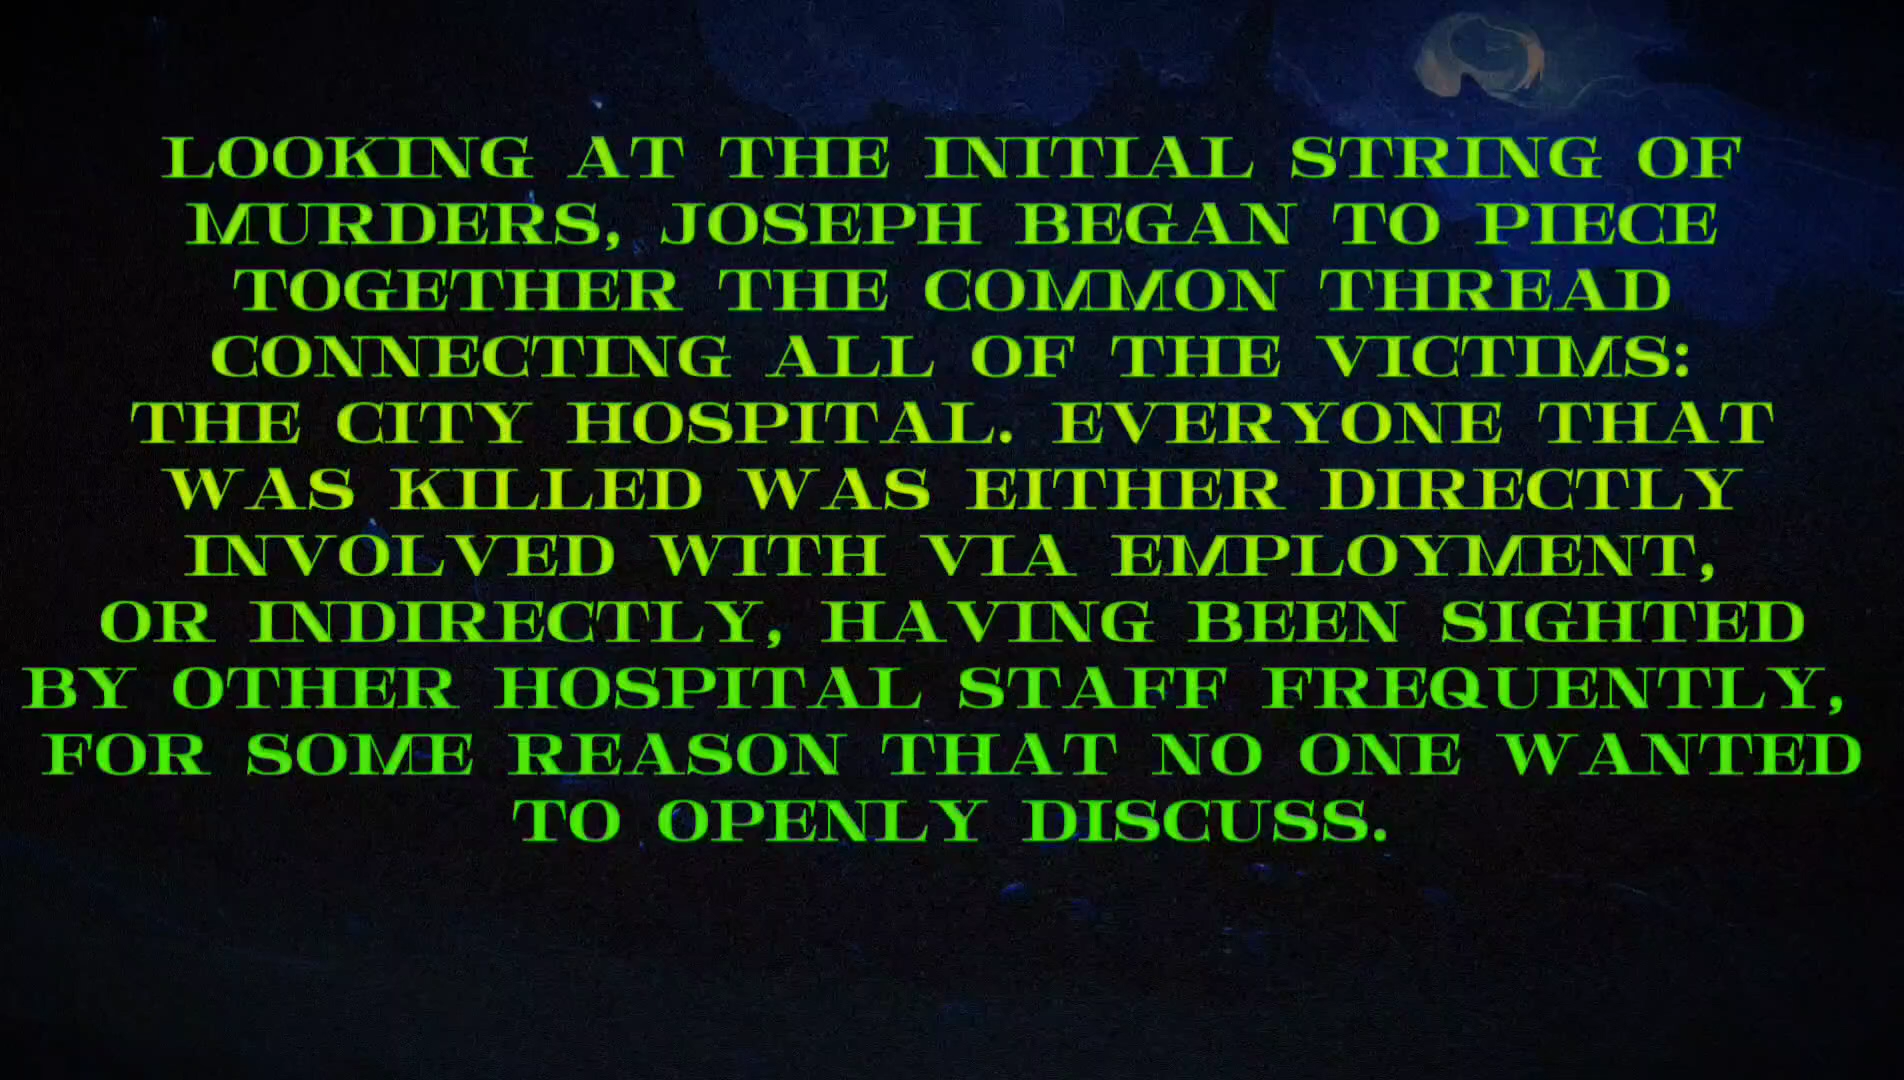 LOOKING AT THE INITIAL STRING OF
MURDERS, JOSEPH BEGAN TO PIECE
TOGETHER THE COMMON THREAD
CONNECTING ALL OF THE VICTIMS:
THE CITY HOSPITAL. EVERYONE THAT
WAS KILLED WAS EITHER DIRECTLY
INVOLVED WITH VIA EMPLOYMENT,
OR INDIRECTLY, HAVING BEEN SIGHTED
BY OTHER HOSPITAL STAFF FREQUENTLY,
FOR SOME REASON THAT NO ONE WANTED
TO OPENLY DISCUSS.